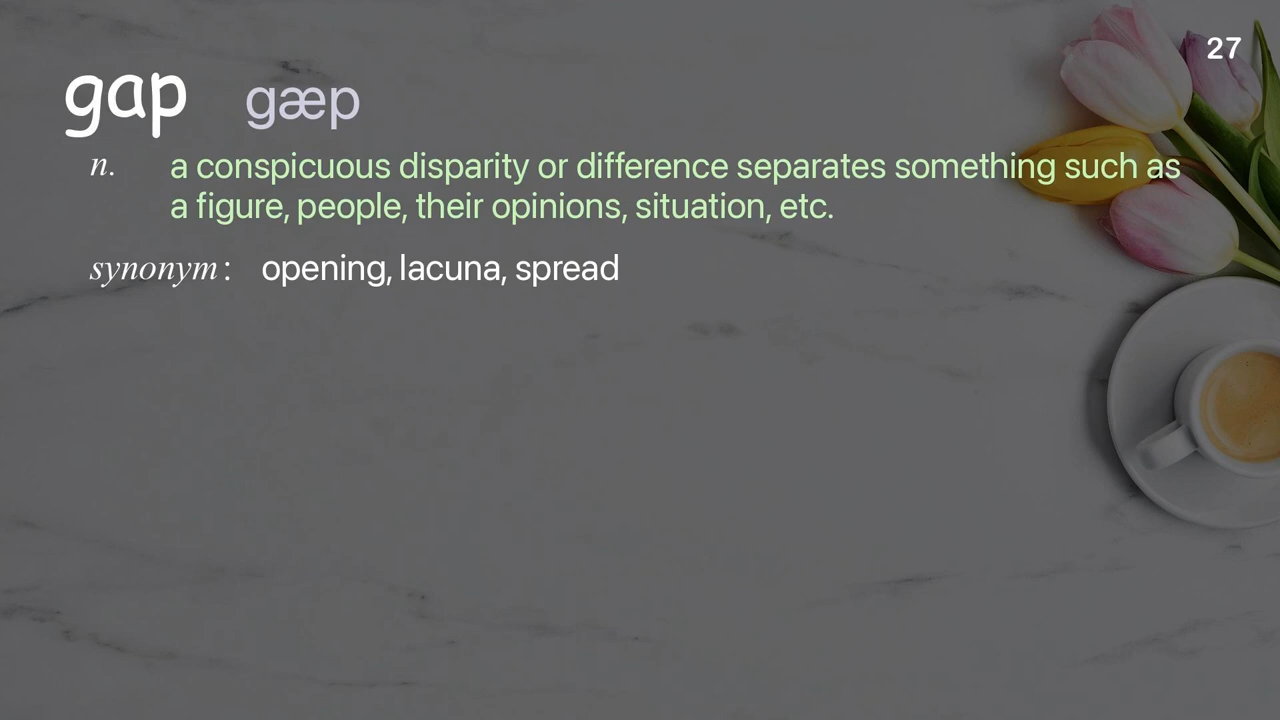 27
gap gæp
n. a conspicuous disparity or difference separates something such as
a figure, people, their opinions, situation, etc.
synonym: opening, lacuna, spread